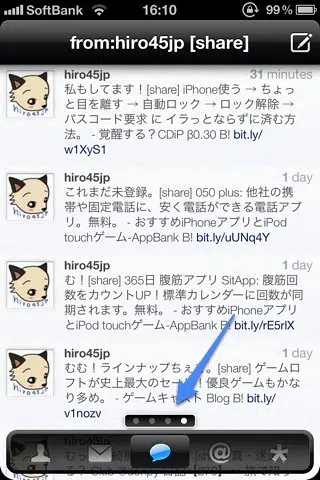 SoftBank 16:10 99%
from:hiro45jp [share]
hiro45jp 31 minutes
私もしてます！[share] iPhone使う → ちょっ
と目を離す → 自動ロック → ロック解除 →
パスコード要求 に イラっとならずに済む方
法。 - 覚醒する？CDiP β0.30 B! bit.ly/
w1XyS1
hiro45jp 1 day
これまだ未登録。[share] 050 plus: 他社の携
帯や固定電話に、安く電話ができる電話アプ
リ。無料。 - おすすめiPhoneアプリとiPod
touchゲーム-AppBank B! bit.ly/uUNq4Y
hiro45jp 1 day
む！[share] 365日 腹筋アプリ SitApp: 腹筋回
数をカウントUP！標準カレンダーに回数が同
期されます。無料。 - おすすめiPhoneアプリ
とiPod touchゲーム-AppBank B! bit.ly/rE5rlX
hiro45jp 1 day
むむ！ラインナップちぇ [share] ゲームロ
フトが史上最大のセー ！優良ゲームもかな
り多め。 - ゲームキャスト Blog B! bit.ly/
v1nozv
hiro45jp 1 day